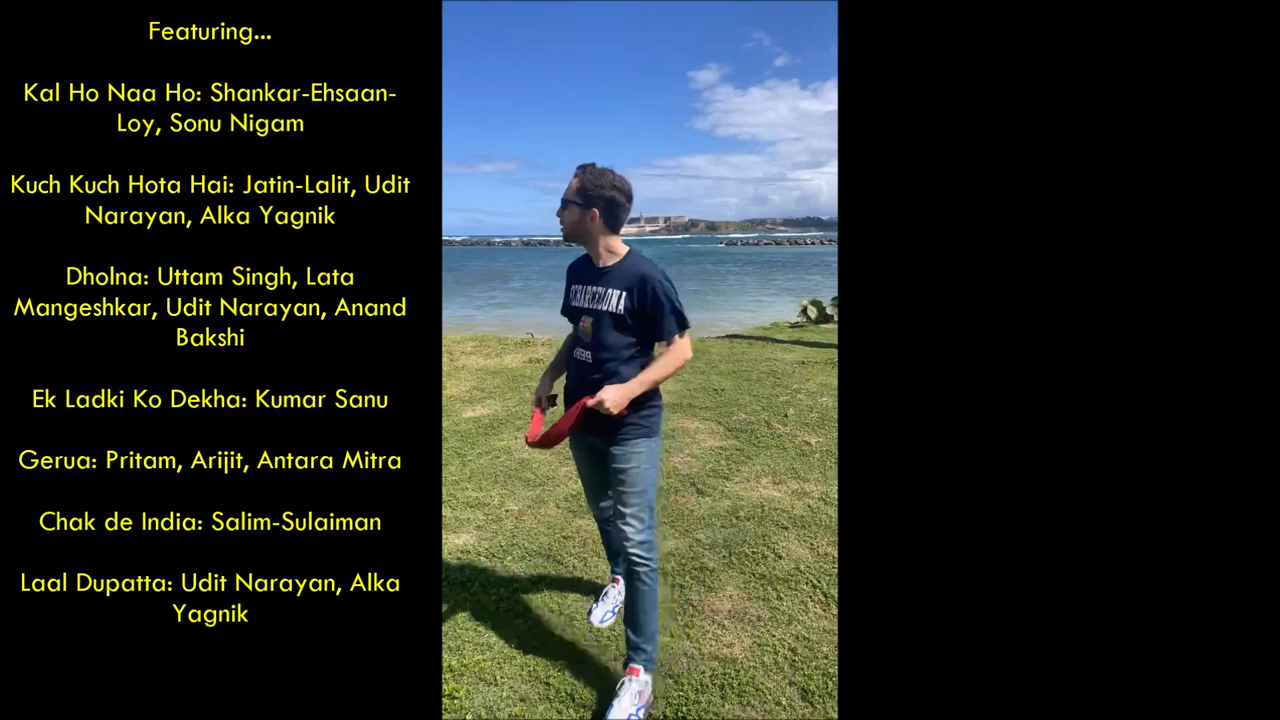 Featuring...
Kal Ho Naa Ho: Shankar-Ehsaan-
Loy, Sonu Nigam
Kuch Kuch Hota Hai: Jatin-Lalit, Udit
Narayan, Alka Yagnik
Dholna: Uttam Singh, Lata
Mangeshkar, Udit Narayan, Anand
Bakshi
Ek Ladki Ko Dekha: Kumar Sanu
Gerua: Pritam, Arijit, Antara Mitra
Chak de India: Salim-Sulaiman
Laal Dupatta: Udit Narayan, Alka
Yagnik
FCBARCELONA
1899